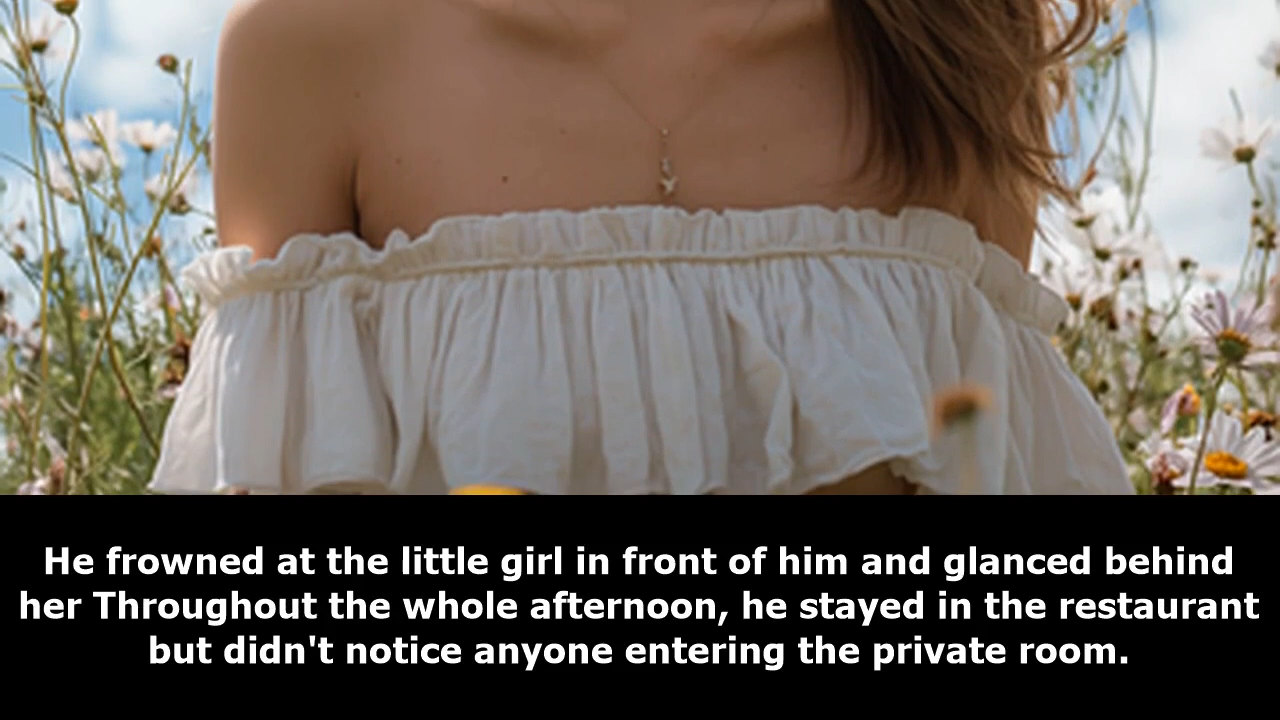 He frowned at the little girl in front of him and glanced behind
her Throughout the whole afternoon, he stayed in the restaurant
but didn't notice anyone entering the private room.